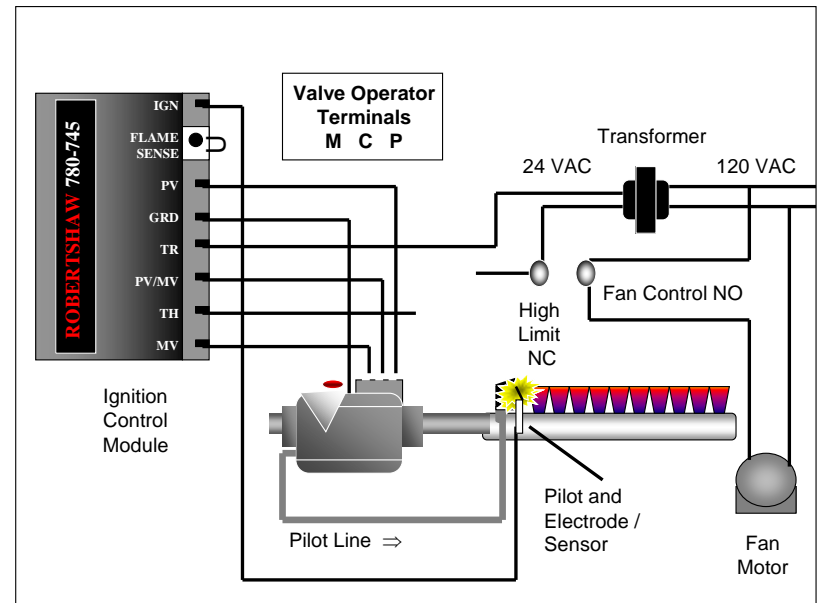 ROBERTSHAW 780-745
IGN
FLAME
SENSE
PV
GRD
TR
PV/MV
TH
MV
Ignition
Control
Module
Valve Operator
Terminals
M C P
Transformer
24 VAC
120 VAC
High
Limit
NC
Fan Control NO
Pilot Line ⇒
Pilot and
Electrode /
Sensor
Fan
Motor